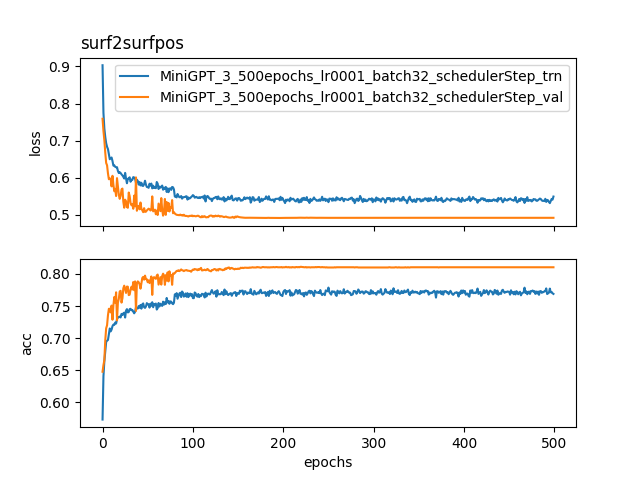 surf2surfpos
0.9
0.8
0.7
0.6
0.5
loss
MiniGPT_3_500epochs_lr0001_batch32_schedulerStep_trn
MiniGPT_3_500epochs_lr0001_batch32_schedulerStep_val
0.80
0.75
0.70
0.65
0.60
acc
0
100
200
300
400
500
epochs